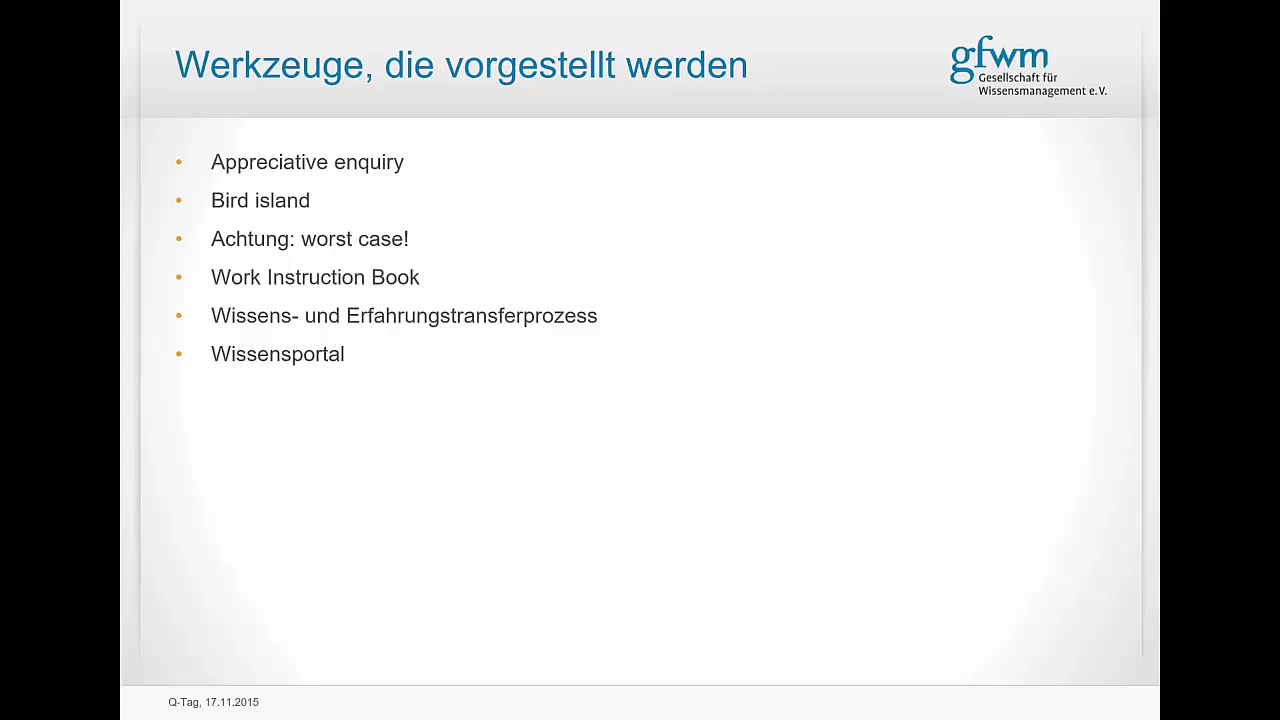 Werkzeuge, die vorgestellt werden
gfwm
Gesellschaft für
Wissensmanagement e.V.
• Appreciative enquiry
• Bird island
• Achtung: worst case!
• Work Instruction Book
• Wissens- und Erfahrungstransferprozess
• Wissensportal
Q-Tag, 17.11.2015